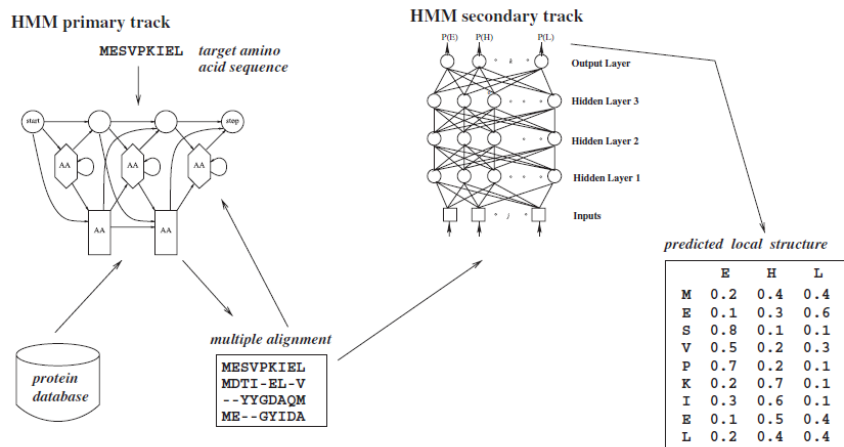 HMM primary track
MESVPKIEL target amino
acid sequence
start
stop
AA
AA
AA
AA
AA
protein
database
multiple alignment
MESVPKIEL
MDTI-EL-V
--YYGDAQM
ME--GYIDA
HMM secondary track
P(E) P(H) P(L)
k
Output Layer
Hidden Layer 3
Hidden Layer 2
Hidden Layer 1
j
Inputs
predicted local structure
E H L
M 0.2 0.4 0.4
E 0.1 0.3 0.6
S 0.8 0.1 0.1
V 0.5 0.2 0.3
P 0.7 0.2 0.1
K 0.2 0.7 0.1
I 0.3 0.6 0.1
E 0.1 0.5 0.4
L 0.2 0.4 0.4